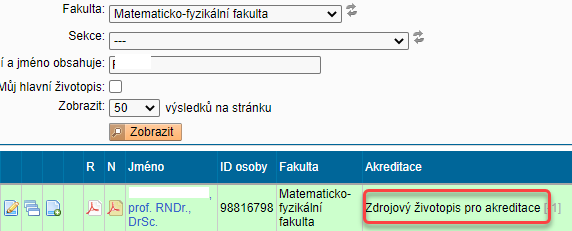 Fakulta: Matematicko-fyzikální fakulta
Sekce: ---
í a jméno obsahuje:
Můj hlavní životopis:
Zobrazit: 50 výsledků na stránku
Zobrazit
R N Jméno ID osoby Fakulta Akreditace
, prof. RNDr., DrSc. 98816798 Matematicko-fyzikální fakulta Zdrojový životopis pro akreditace